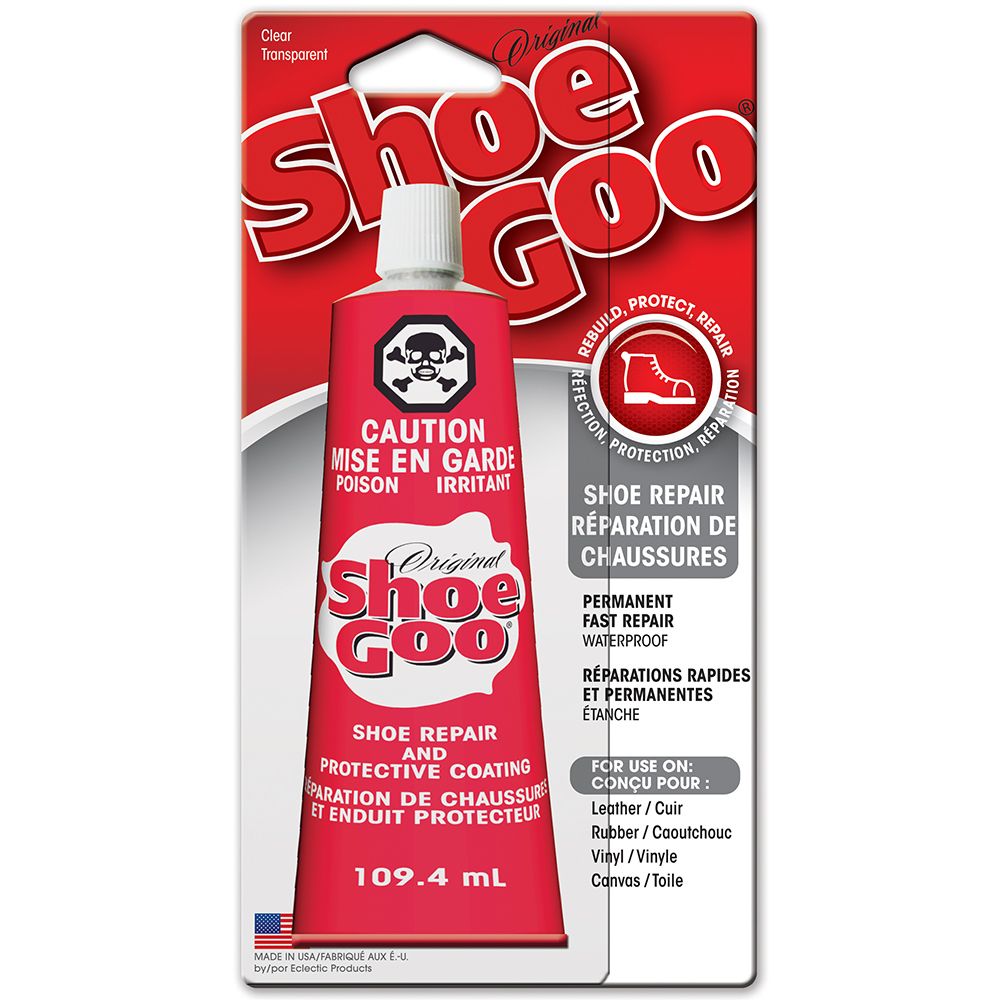 Clear
Transparent
Original
Shoe
Goo®
REBUILD, PROTECT, REPAIR
RÉFECTION, PROTECTION, RÉPARATION
SHOE REPAIR
RÉPARATION DE
CHAUSSURES
PERMANENT
FAST REPAIR
WATERPROOF
RÉPARATIONS RAPIDES
ET PERMANENTES
ÉTANCHE
FOR USE ON:
CONÇU POUR :
Leather / Cuir
Rubber / Caoutchouc
Vinyl / Vinyle
Canvas / Toile
CAUTION
MISE EN GARDE
POISON IRRITANT
Original
Shoe
Goo®
SHOE REPAIR
AND
PROTECTIVE COATING
RÉPARATION DE CHAUSSURES
ET ENDUIT PROTECTEUR
109.4 mL
MADE IN USA/FABRIQUÉ AUX É.-U.
by/por Eclectic Products